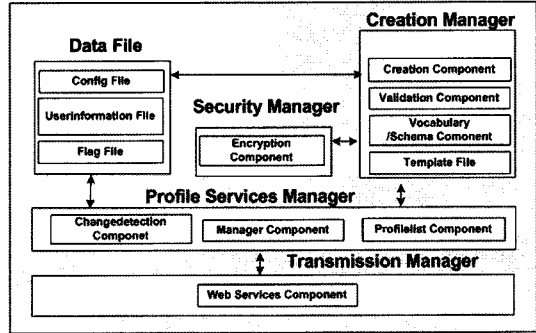 Creation Manager
Data File
Config File
Creation Component
Userinformation File
Validation Component
Security Manager
Vocabulary
/Schema Comonent
Flag File
Encryption
Component
Template File
Profile Services Manager
Changedetection
Componet
Manager Component
Profilelist Component
Transmission Manager
Web Services Component